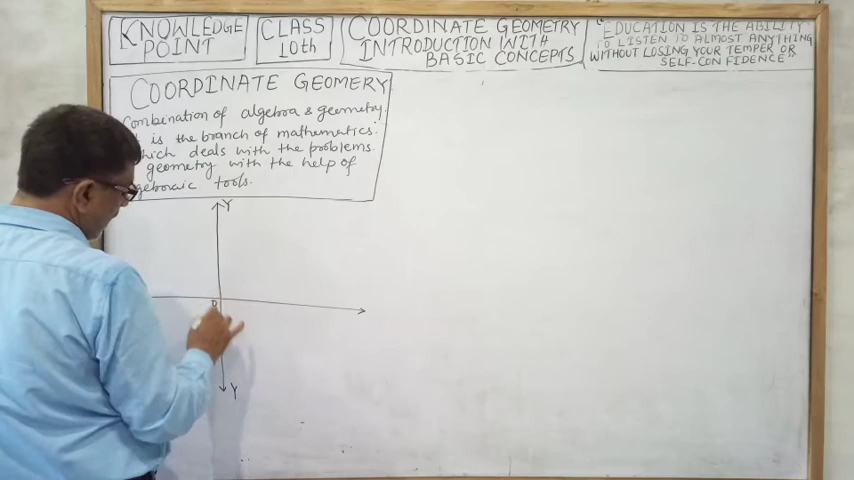 KNOWLEDGE
POINT
CLASS
10th
COORDINATE GEOMETRY
INTRODUCTION WITH
BASIC CONCEPTS
"EDUCATION IS THE ABILITY
TO LISTEN TO ALMOST ANYTHING
WITHOUT LOSING YOUR TEMPER OR
SELF-CONFIDENCE"
COORDINATE GEOMERY
Combination of algebra & geometry.
is the branch of mathematics.
which deals with the problems
geometry with the help of
tools.
Y
Y